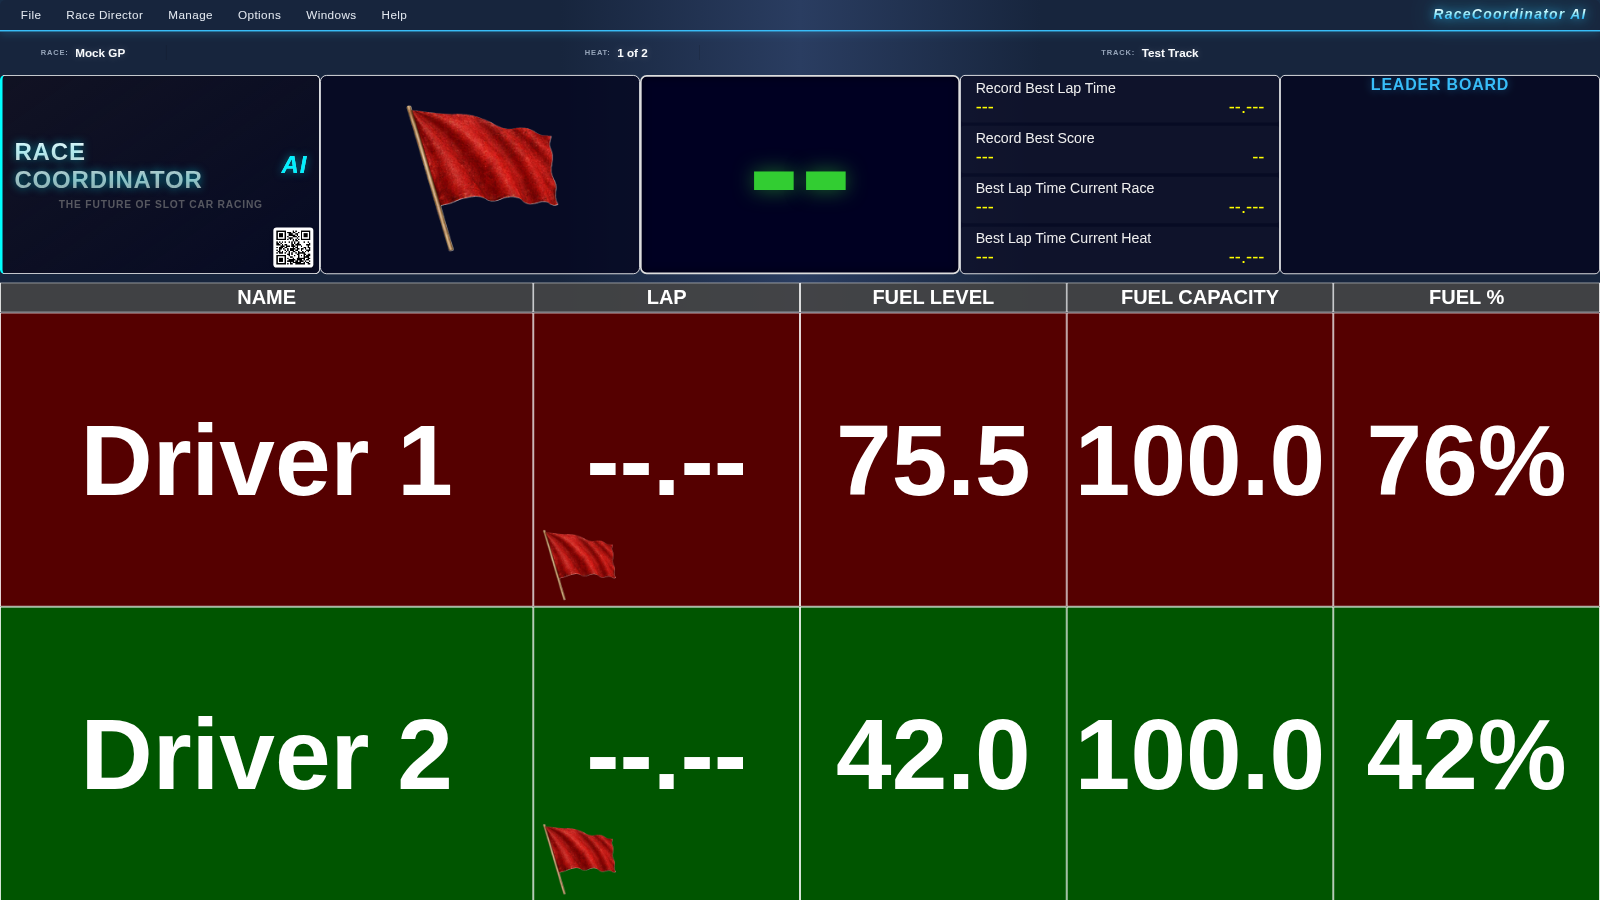 File Race Director Manage Options Windows Help RaceCoordinator AI
RACE: Mock GP HEAT: 1 of 2 TRACK: Test Track
RACE
COORDINATOR AI
THE FUTURE OF SLOT CAR RACING
--
Record Best Lap Time
--- --.---
Record Best Score
--- --
Best Lap Time Current Race
--- --.---
Best Lap Time Current Heat
--- --.---
LEADER BOARD
NAME LAP FUEL LEVEL FUEL CAPACITY FUEL %
Driver 1 --.-- 75.5 100.0 76%
Driver 2 --.-- 42.0 100.0 42%